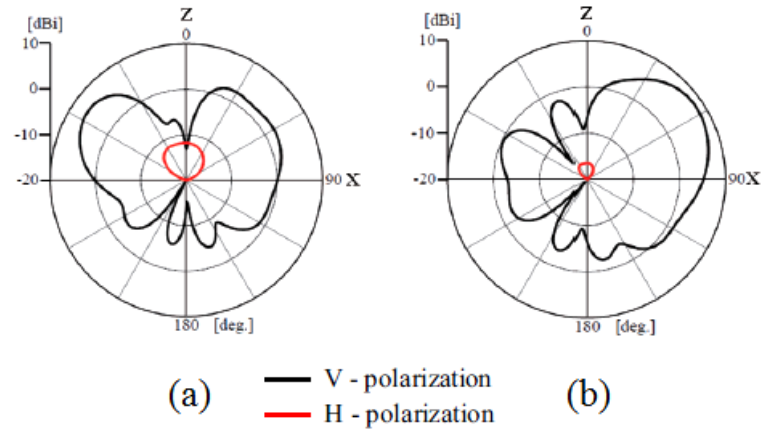 [dBi]
Z
0
10
0
-10
-20
90 X
180 [deg.]
[dBi]
Z
0
10
0
-10
-20
90X
180 [deg.]
(a)
V - polarization
H - polarization
(b)